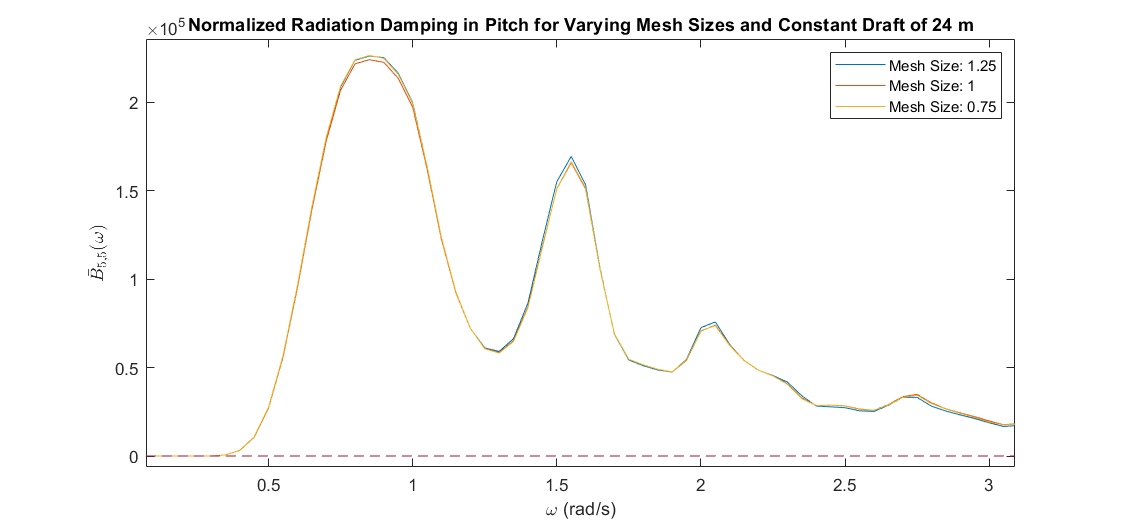 ×10⁵ Normalized Radiation Damping in Pitch for Varying Mesh Sizes and Constant Draft of 24 m
Mesh Size: 1.25
Mesh Size: 1
Mesh Size: 0.75
2
1.5
1
0.5
0
B̄₅,₅(ω)
0.5 1 1.5 2 2.5 3
ω (rad/s)